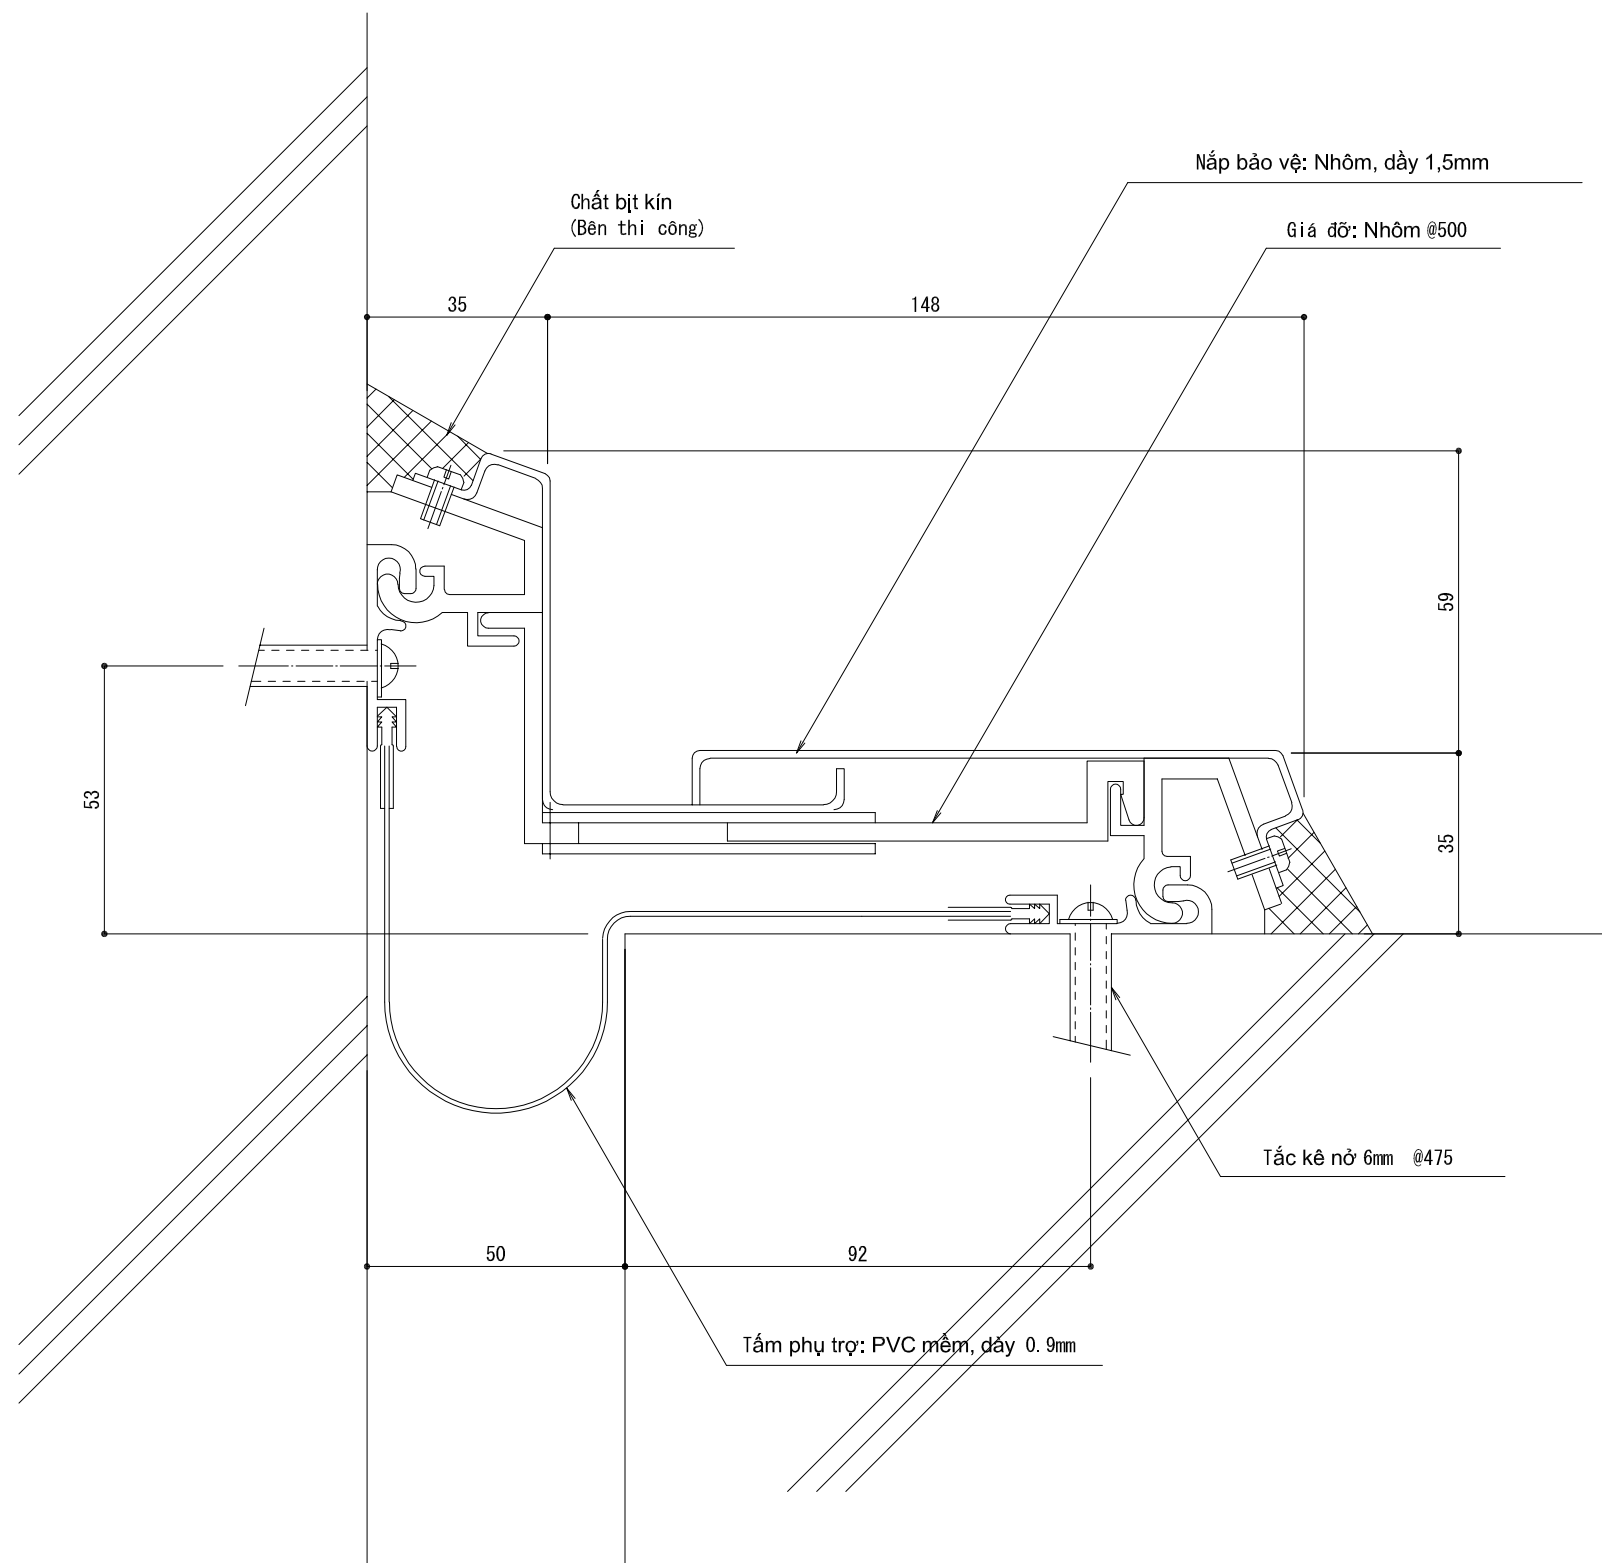 Nắp bảo vệ: Nhôm, dầy 1,5mm
Chất bịt kín
(Bên thi công)
Giá đỡ: Nhôm @500
35
148
59
53
35
Tắc kê nở 6mm @475
50
92
Tấm phụ trợ: PVC mềm, dày 0.9mm